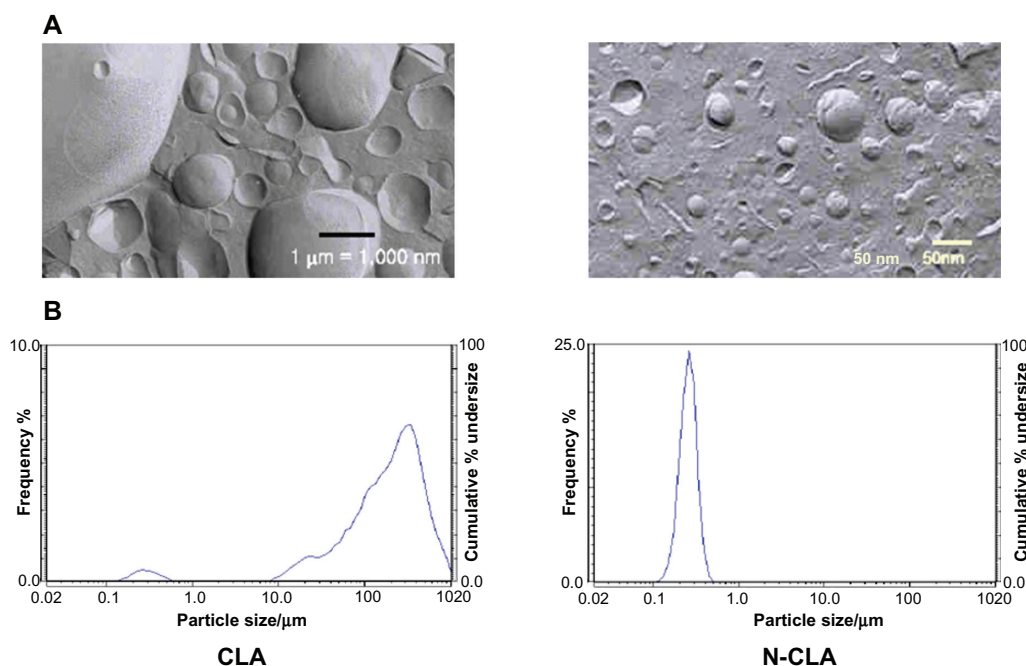 A
1 μm = 1,000 nm
50 nm 50nm
B
10.0
Frequency %
0.0
100
Cumulative % undersize
0.0
0.02 0.1 1.0 10.0 100 1020
Particle size/μm
CLA
25.0
Frequency %
0.0
100
Cumulative % undersize
0.0
0.02 0.1 1.0 10.0 100 1020
Particle size/μm
N-CLA